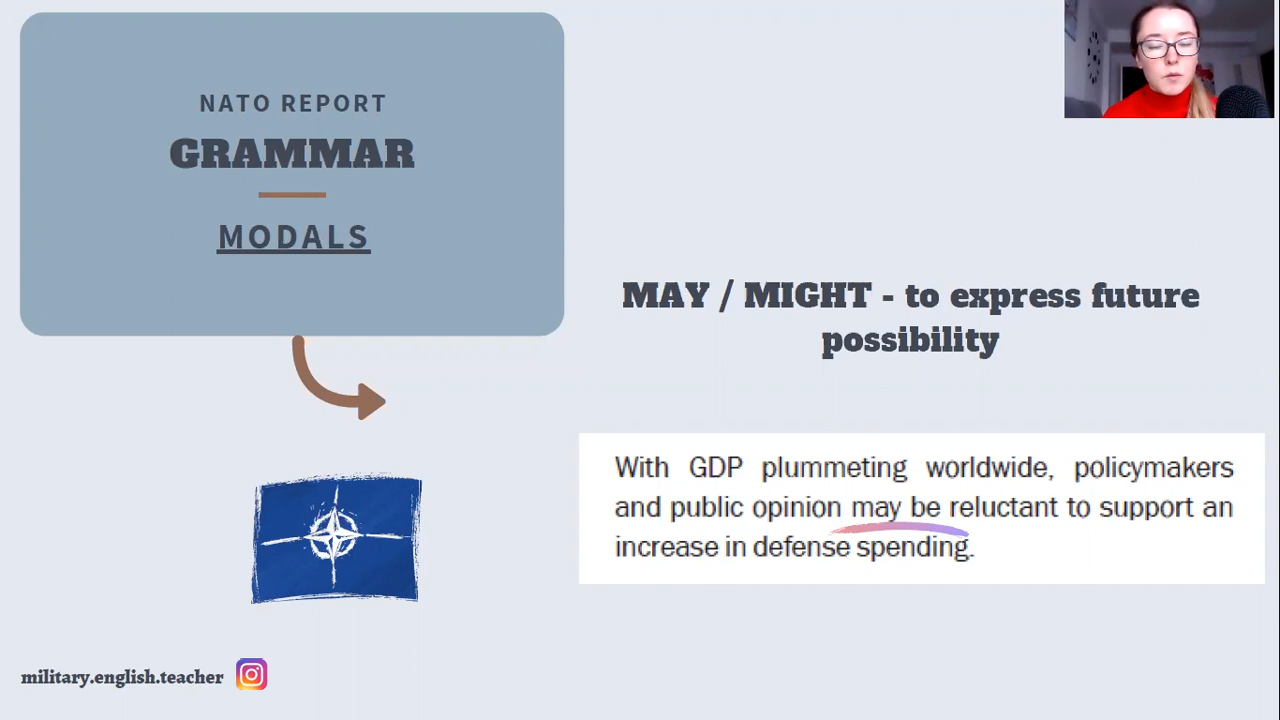 NATO REPORT
GRAMMAR
MODALS
MAY / MIGHT - to express future
possibility
With GDP plummeting worldwide, policymakers
and public opinion may be reluctant to support an
increase in defense spending.
military.english.teacher